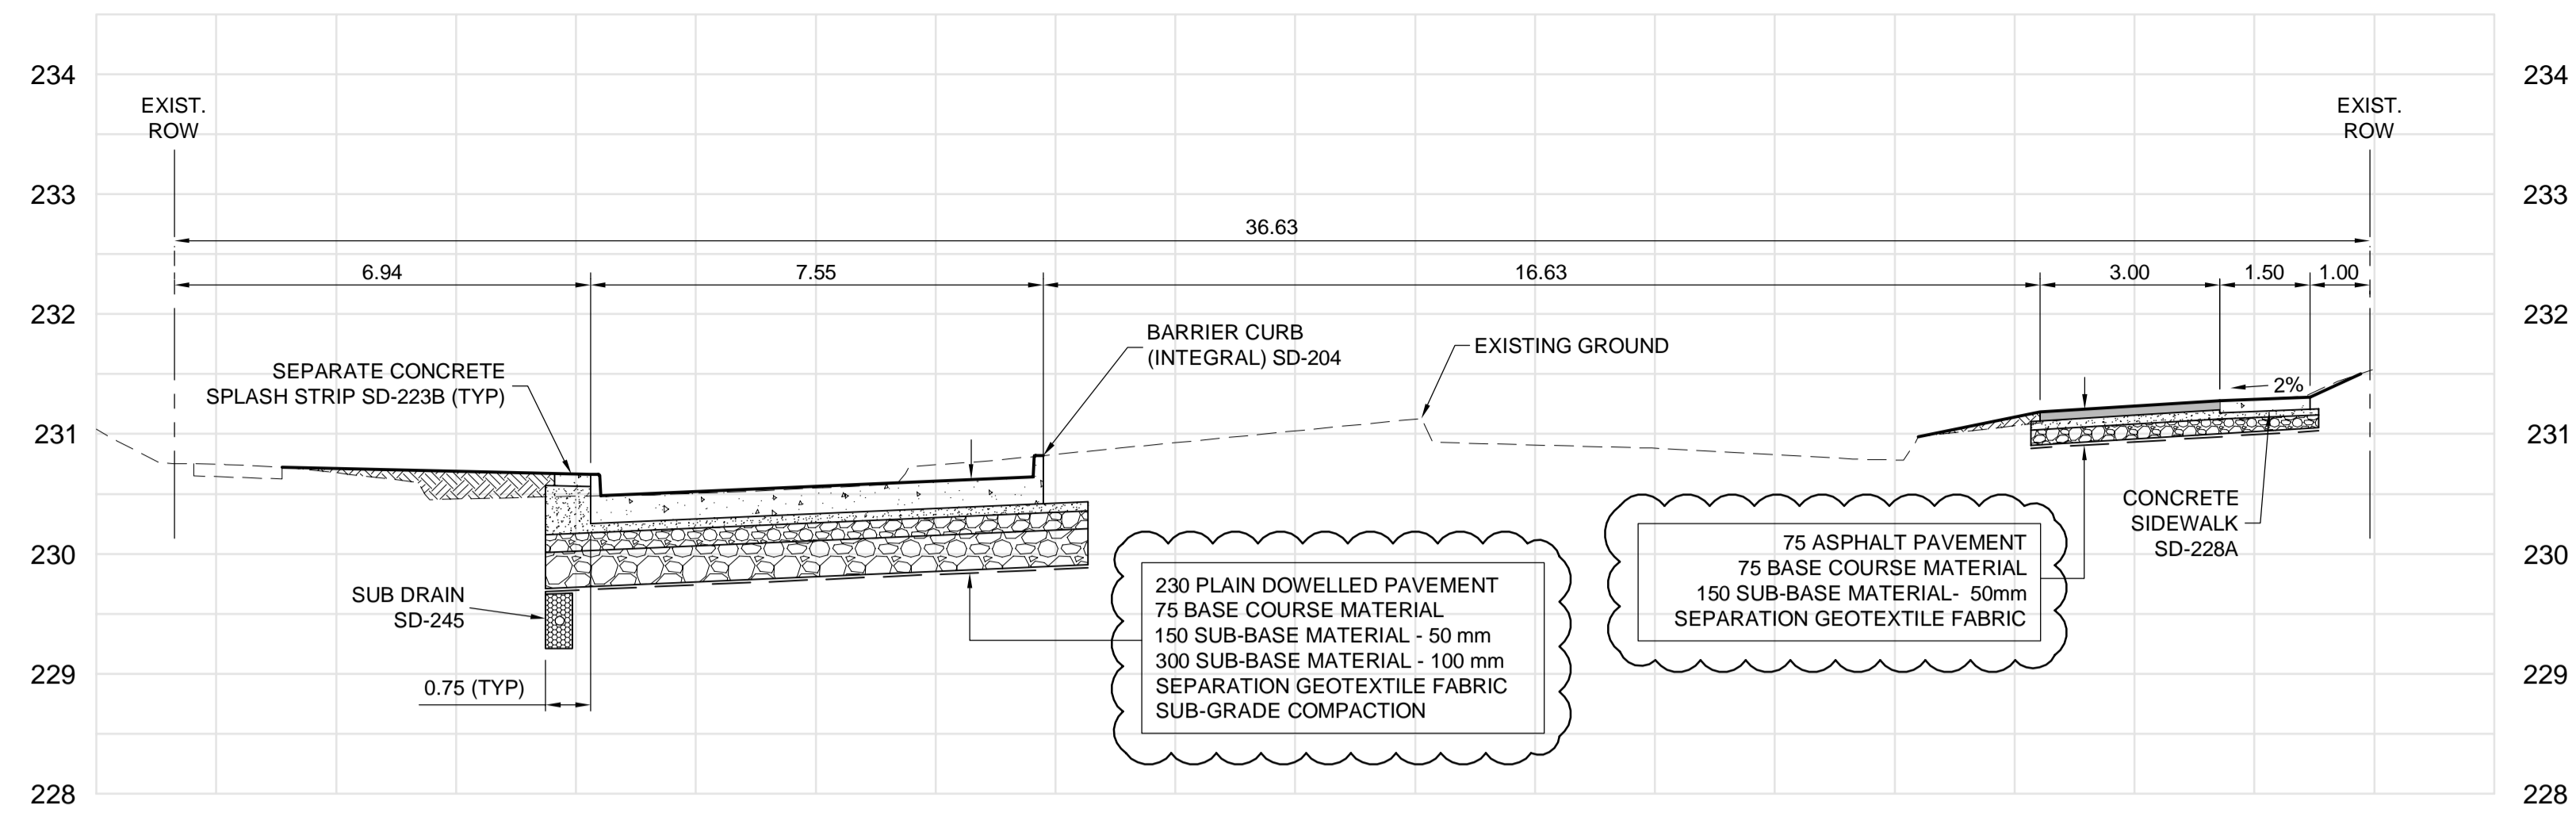 234
234
EXIST.
ROW
EXIST.
ROW
233
233
36.63
6.94
7.55
16.63
3.00
1.50
1.00
232
232
BARRIER CURB
(INTEGRAL) SD-204
EXISTING GROUND
SEPARATE CONCRETE
SPLASH STRIP SD-223B (TYP)
2%
231
231
CONCRETE
SIDEWALK
SD-228A
75 ASPHALT PAVEMENT
75 BASE COURSE MATERIAL
150 SUB-BASE MATERIAL- 50mm
SEPARATION GEOTEXTILE FABRIC
230
230
230 PLAIN DOWELLED PAVEMENT
75 BASE COURSE MATERIAL
150 SUB-BASE MATERIAL - 50 mm
300 SUB-BASE MATERIAL - 100 mm
SEPARATION GEOTEXTILE FABRIC
SUB-GRADE COMPACTION
SUB DRAIN
SD-245
229
229
0.75 (TYP)
228
228